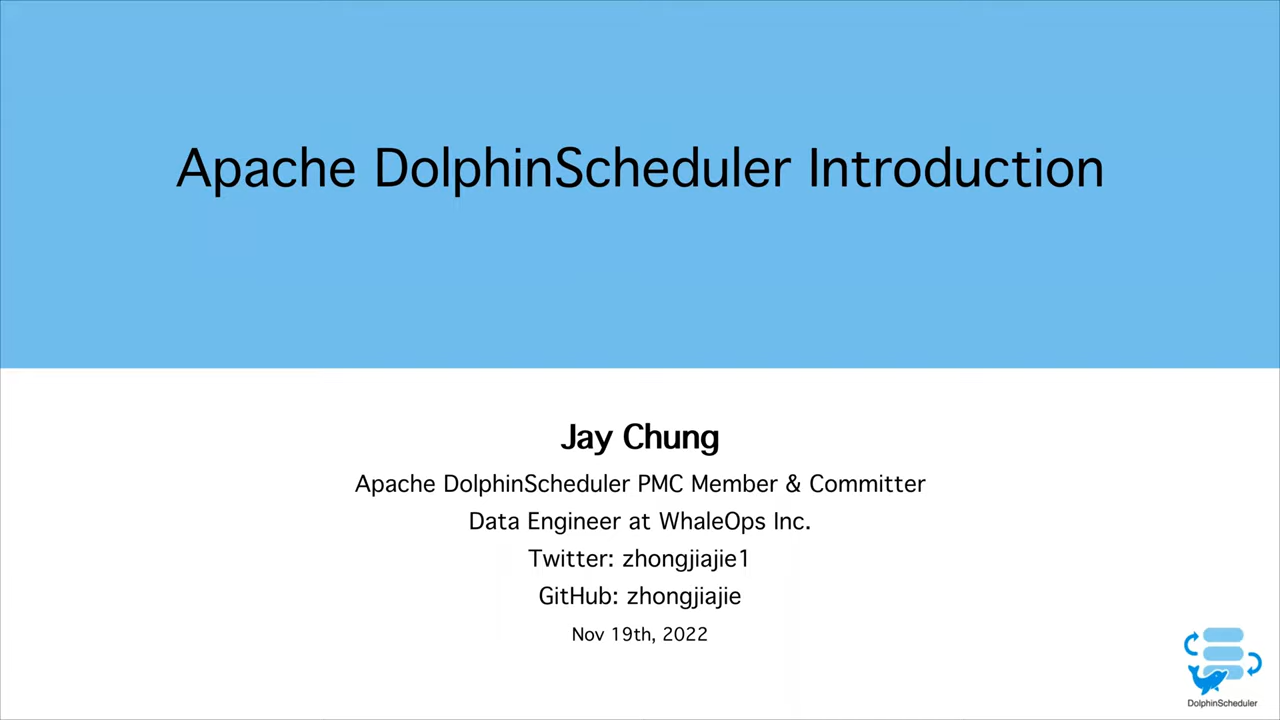 Apache DolphinScheduler Introduction
Jay Chung
Apache DolphinScheduler PMC Member & Committer
Data Engineer at WhaleOps Inc.
Twitter: zhongjiajie1
GitHub: zhongjiajie
Nov 19th, 2022
DolphinScheduler